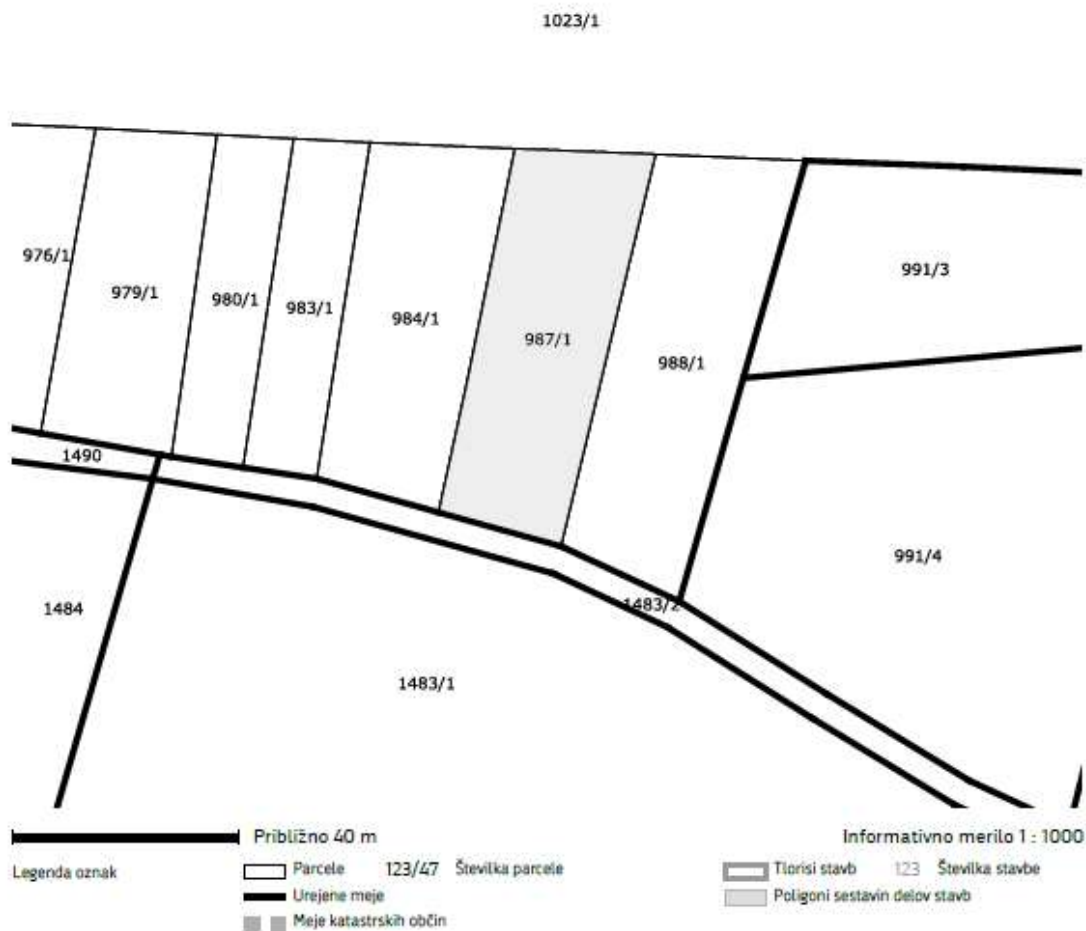 1023/1
976/1
979/1
980/1
983/1
984/1
987/1
988/1
991/3
1490
991/4
1484
1483/2
1483/1
Približno 40 m
Informativno merilo 1 : 1000
Legenda oznak
Parcele 123/47 Številka parcele
Tlorisi stavb 123 Številka stavbe
Urejene meje
Poligoni sestavin delov stavb
Meje katastrskih občin